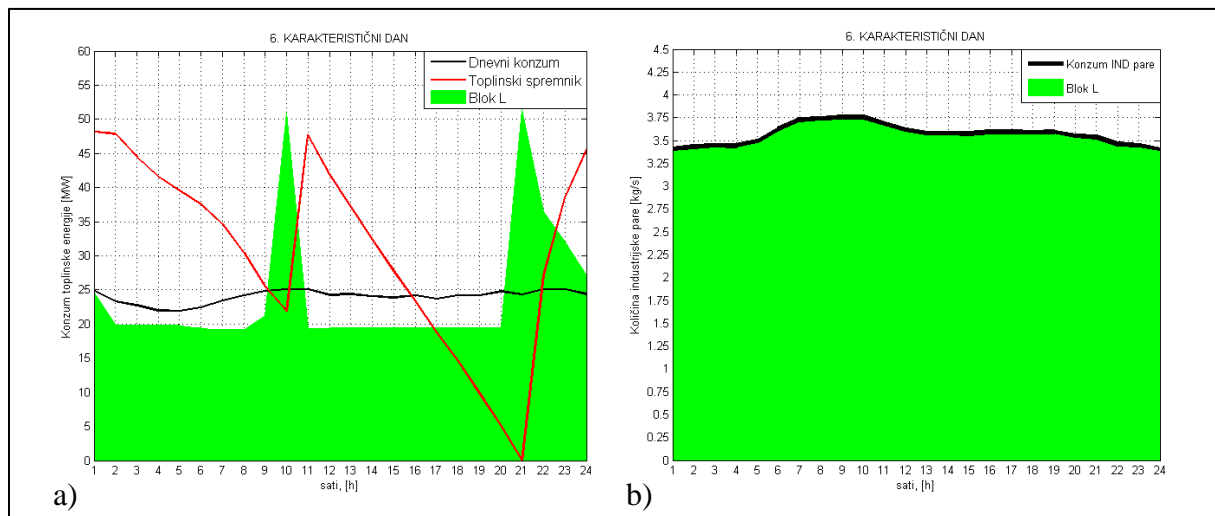 6. KARAKTERISTIČNI DAN
Konzum toplinske energije [MW]
60
55
50
45
40
35
30
25
20
15
10
5
0
Dnevni konzum
Toplinski spremnik
Blok L
1 2 3 4 5 6 7 8 9 10 11 12 13 14 15 16 17 18 19 20 21 22 23 24
sati, [h]
a)
6. KARAKTERISTIČNI DAN
Količina industrijske pare [kg/s]
4.5
4.25
4
3.75
3.5
3.25
3
2.75
2.5
2.25
2
1.75
1.5
1.25
1
0.75
0.5
0.25
0
Konzum IND pare
Blok L
1 2 3 4 5 6 7 8 9 10 11 12 13 14 15 16 17 18 19 20 21 22 23 24
sati, [h]
b)